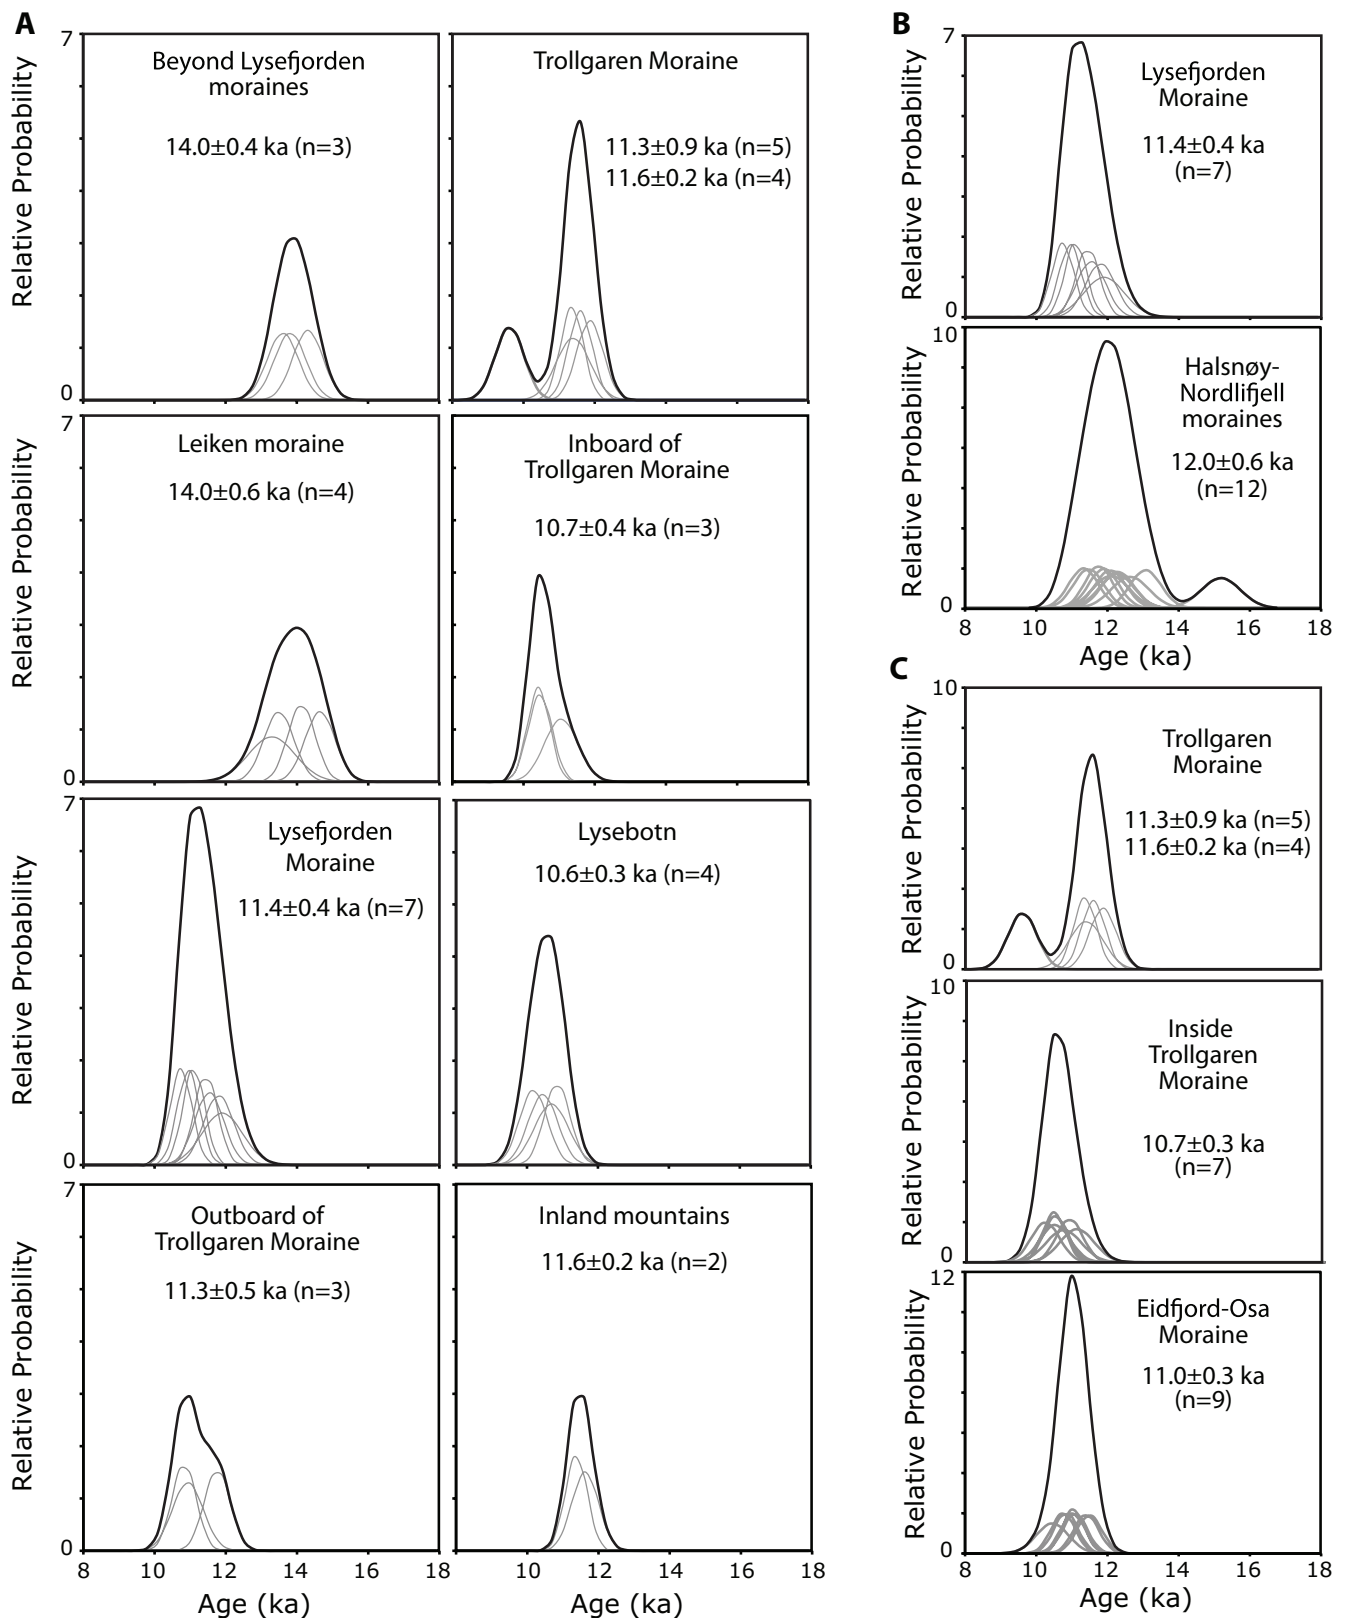 A
7
Relative Probability
0
Beyond Lysefjorden
moraines
14.0±0.4 ka (n=3)
Trollgaren Moraine
11.3±0.9 ka (n=5)
11.6±0.2 ka (n=4)
7
Relative Probability
0
Leiken moraine
14.0±0.6 ka (n=4)
Inboard of
Trollgaren Moraine
10.7±0.4 ka (n=3)
7
Relative Probability
0
Lysefjorden
Moraine
11.4±0.4 ka (n=7)
Lysebotn
10.6±0.3 ka (n=4)
7
Relative Probability
0
Outboard of
Trollgaren Moraine
11.3±0.5 ka (n=3)
Inland mountains
11.6±0.2 ka (n=2)
8 10 12 14 16
8 10 12 14 16 18
Age (ka)
Age (ka)
B
7
Relative Probability
0
Lysefjorden
Moraine
11.4±0.4 ka
(n=7)
10
Relative Probability
0
Halsnøy-
Nordlifjell
moraines
12.0±0.6 ka
(n=12)
8 10 12 14 16 18
Age (ka)
C
10
Relative Probability
0
Trollgaren
Moraine
11.3±0.9 ka (n=5)
11.6±0.2 ka (n=4)
10
Relative Probability
0
Inside
Trollgaren
Moraine
10.7±0.3 ka
(n=7)
12
Relative Probability
0
Eidfjord-Osa
Moraine
11.0±0.3 ka
(n=9)
8 10 12 14 16 18
Age (ka)